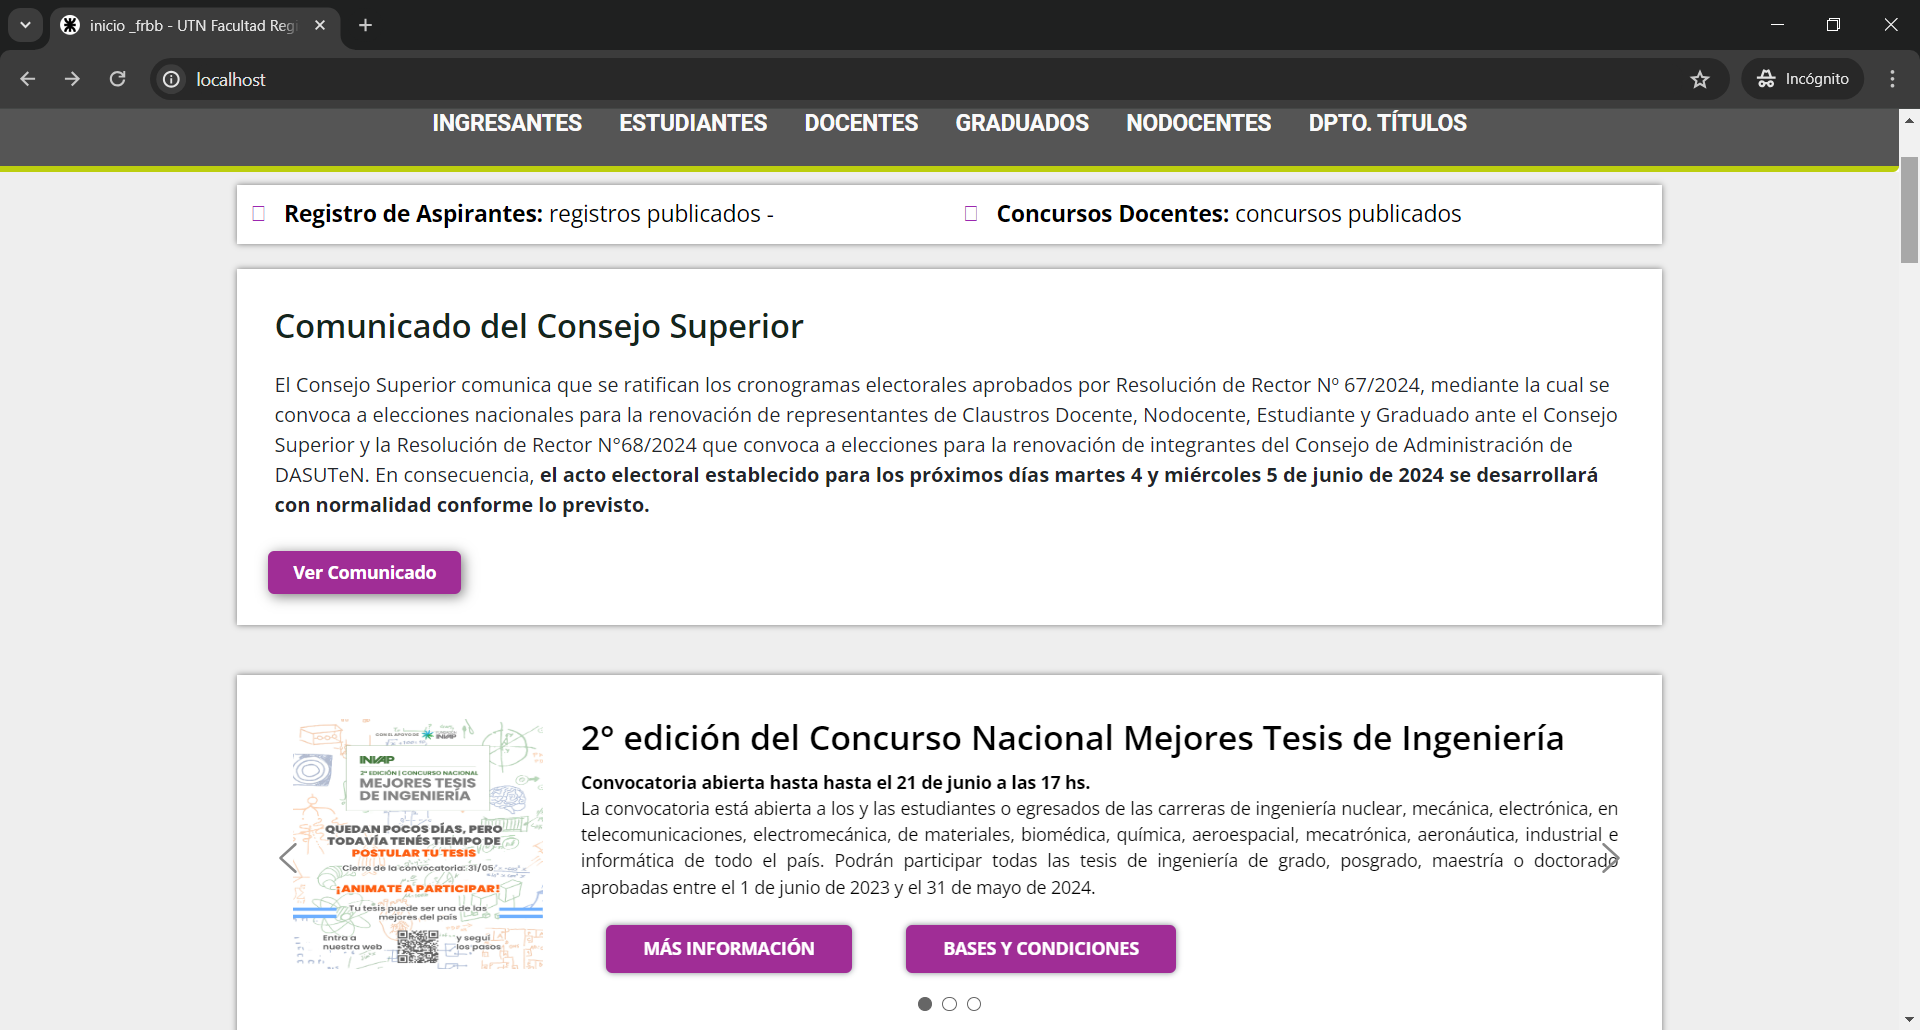 inicio _frbb - UTN Facultad Regi
localhost
Incógnito
INGRESANTES ESTUDIANTES DOCENTES GRADUADOS NODOCENTES DPTO. TÍTULOS
Registro de Aspirantes: registros publicados -
Concursos Docentes: concursos publicados
Comunicado del Consejo Superior
El Consejo Superior comunica que se ratifican los cronogramas electorales aprobados por Resolución de Rector Nº 67/2024, mediante la cual se
convoca a elecciones nacionales para la renovación de representantes de Claustros Docente, Nodocente, Estudiante y Graduado ante el Consejo
Superior y la Resolución de Rector N°68/2024 que convoca a elecciones para la renovación de integrantes del Consejo de Administración de
DASUTeN. En consecuencia, el acto electoral establecido para los próximos días martes 4 y miércoles 5 de junio de 2024 se desarrollará
con normalidad conforme lo previsto.
Ver Comunicado
CON EL APOYO DE
INVAP
INVAP
2ª EDICIÓN | CONCURSO NACIONAL
MEJORES TESIS
DE INGENIERÍA
QUEDAN POCOS DÍAS, PERO
TODAVÍA TENÉS TIEMPO DE
POSTULAR TU TESIS
Cierre de la convocatoria: 31/05
¡ANIMATE A PARTICIPAR!
Tu tesis puede ser una de las
mejores del país
Entra a
nuestra web
y seguí
los pasos
2° edición del Concurso Nacional Mejores Tesis de Ingeniería
Convocatoria abierta hasta hasta el 21 de junio a las 17 hs.
La convocatoria está abierta a los y las estudiantes o egresados de las carreras de ingeniería nuclear, mecánica, electrónica, en
telecomunicaciones, electromecánica, de materiales, biomédica, química, aeroespacial, mecatrónica, aeronáutica, industrial e
informática de todo el país. Podrán participar todas las tesis de ingeniería de grado, posgrado, maestría o doctorado
aprobadas entre el 1 de junio de 2023 y el 31 de mayo de 2024.
MÁS INFORMACIÓN
BASES Y CONDICIONES